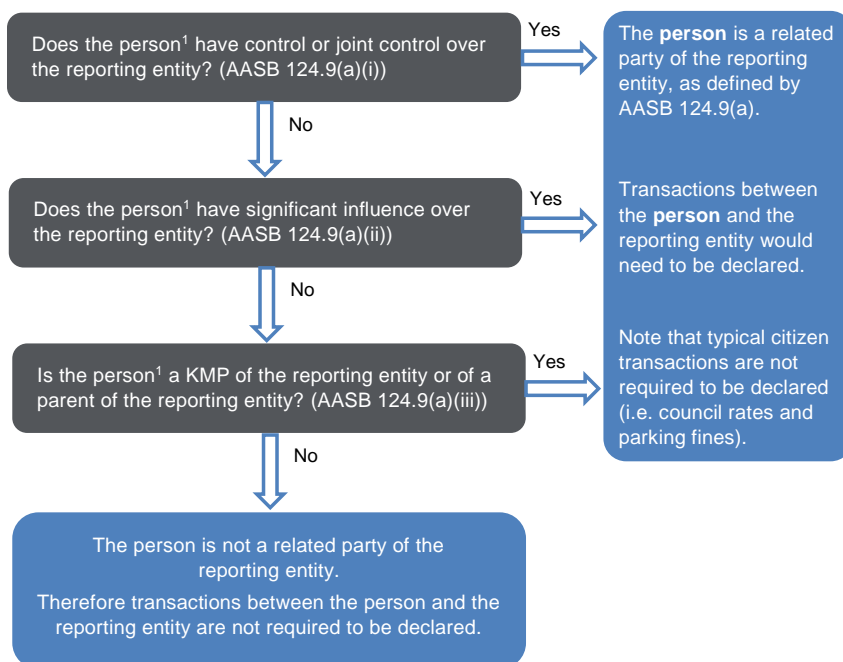 Does the person¹ have control or joint control over
the reporting entity? (AASB 124.9(a)(i))
Yes
The person is a related
party of the reporting
entity, as defined by
AASB 124.9(a).
No
Does the person¹ have significant influence over
the reporting entity? (AASB 124.9(a)(ii))
Yes
Transactions between
the person and the
reporting entity would
need to be declared.
No
Is the person¹ a KMP of the reporting entity or of a
parent of the reporting entity? (AASB 124.9(a)(iii))
Yes
Note that typical citizen
transactions are not
required to be declared
(i.e. council rates and
parking fines).
No
The person is not a related party of the
reporting entity.
Therefore transactions between the person and the
reporting entity are not required to be declared.